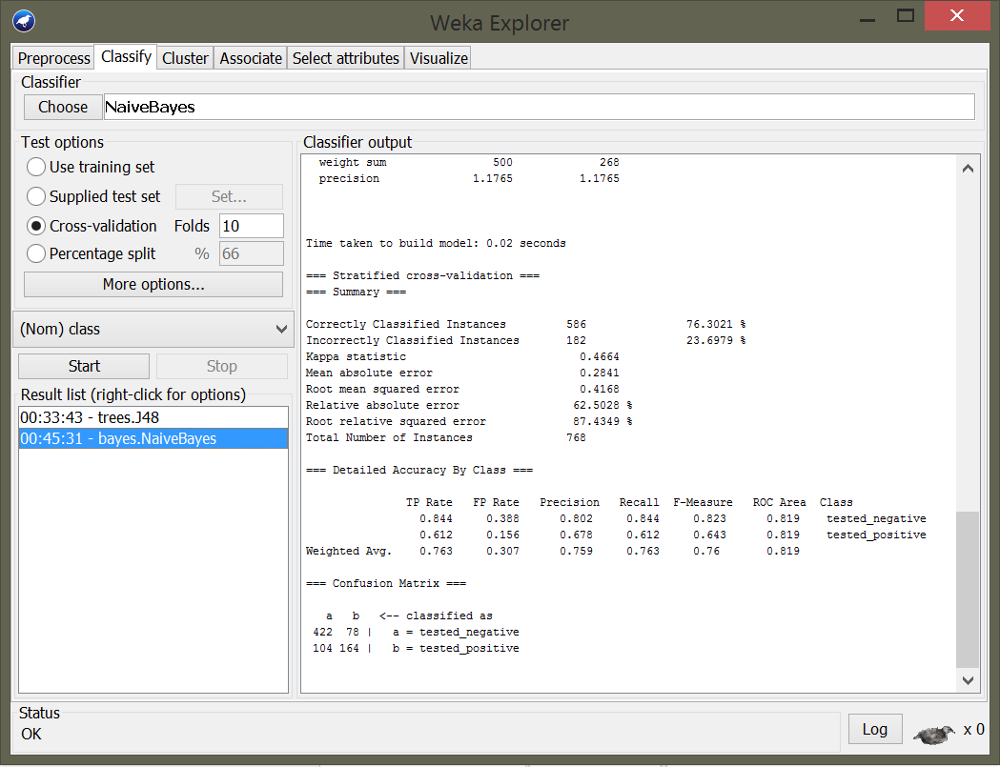 Weka Explorer
Preprocess Classify Cluster Associate Select attributes Visualize
Classifier
Choose NaiveBayes
Test options
Use training set
Supplied test set Set...
Cross-validation Folds 10
Percentage split % 66
More options...
(Nom) class
Start Stop
Result list (right-click for options)
00:33:43 - trees.J48
00:45:31 - bayes.NaiveBayes
Classifier output
weight sum 500 268
precision 1.1765 1.1765
Time taken to build model: 0.02 seconds
=== Stratified cross-validation ===
=== Summary ===
Correctly Classified Instances 586 76.3021 %
Incorrectly Classified Instances 182 23.6979 %
Kappa statistic 0.4664
Mean absolute error 0.2841
Root mean squared error 0.4168
Relative absolute error 62.5028 %
Root relative squared error 87.4349 %
Total Number of Instances 768
=== Detailed Accuracy By Class ===
TP Rate FP Rate Precision Recall F-Measure ROC Area Class
0.844 0.388 0.802 0.844 0.823 0.819 tested_negative
0.612 0.156 0.678 0.612 0.643 0.819 tested_positive
Weighted Avg. 0.763 0.307 0.759 0.763 0.76 0.819
=== Confusion Matrix ===
a b <-- classified as
422 78 | a = tested_negative
104 164 | b = tested_positive
Status
OK
Log x 0